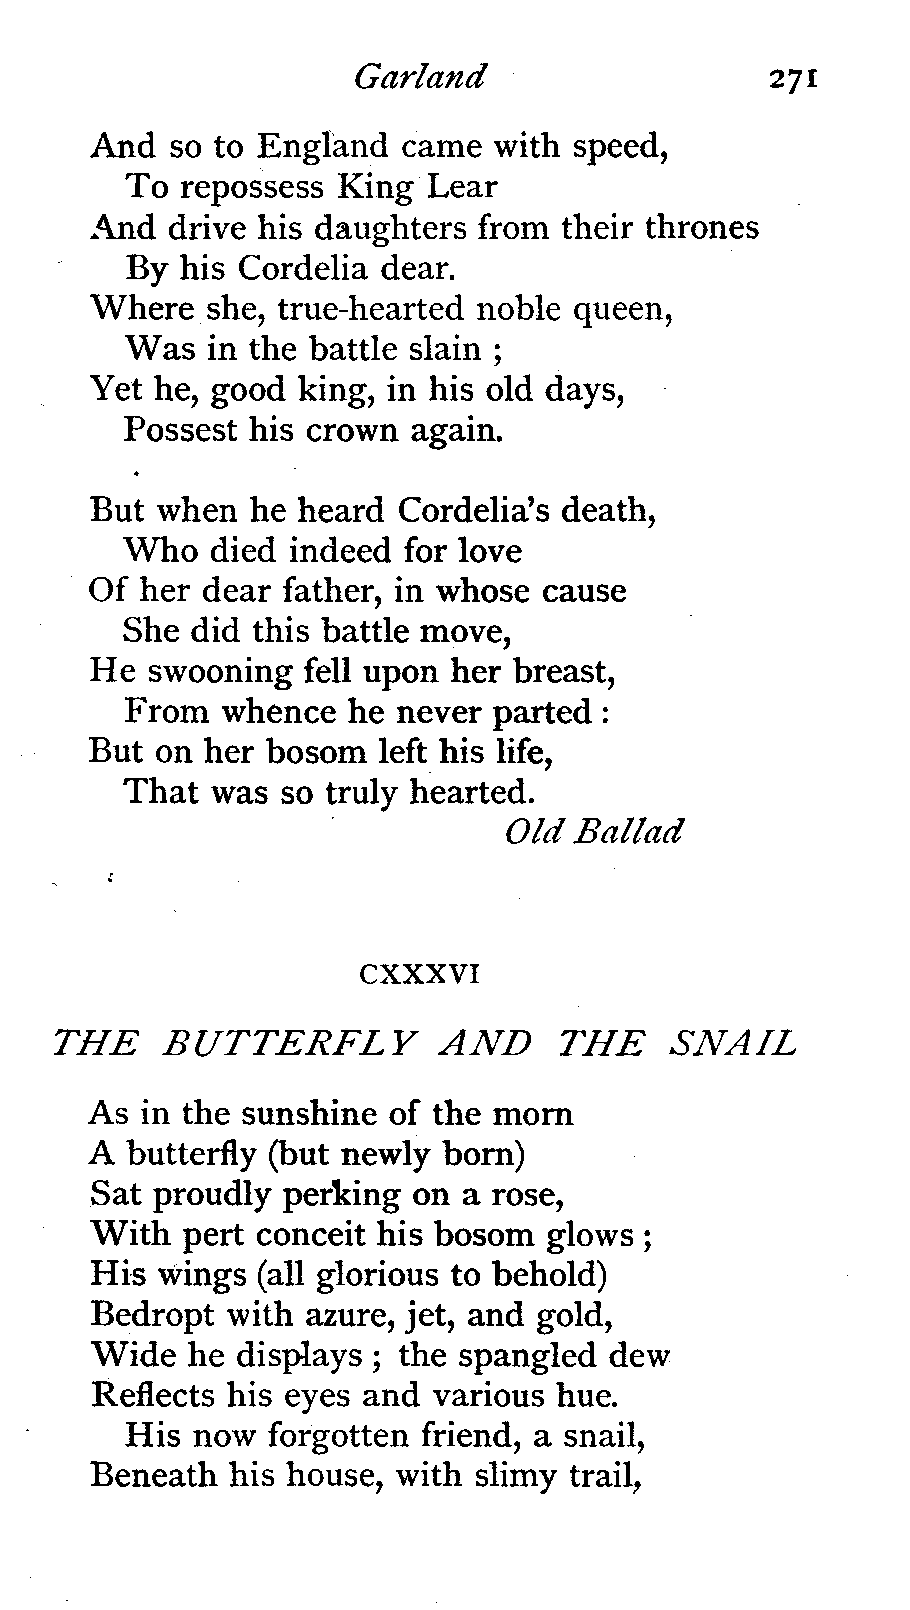 Garland 271
And so to England came with speed,
To repossess King Lear
And drive his daughters from their thrones
By his Cordelia dear.
Where she, true-hearted noble queen,
Was in the battle slain ;
Yet he, good king, in his old days,
Possest his crown again.
But when he heard Cordelia's death,
Who died indeed for love
Of her dear father, in whose cause
She did this battle move,
He swooning fell upon her breast,
From whence he never parted :
But on her bosom left his life,
That was so truly hearted.
Old Ballad
CXXXVI
THE BUTTERFLY AND THE SNAIL
As in the sunshine of the morn
A butterfly (but newly born)
Sat proudly perking on a rose,
With pert conceit his bosom glows ;
His wings (all glorious to behold)
Bedropt with azure, jet, and gold,
Wide he displays ; the spangled dew
Reflects his eyes and various hue.
His now forgotten friend, a snail,
Beneath his house, with slimy trail,